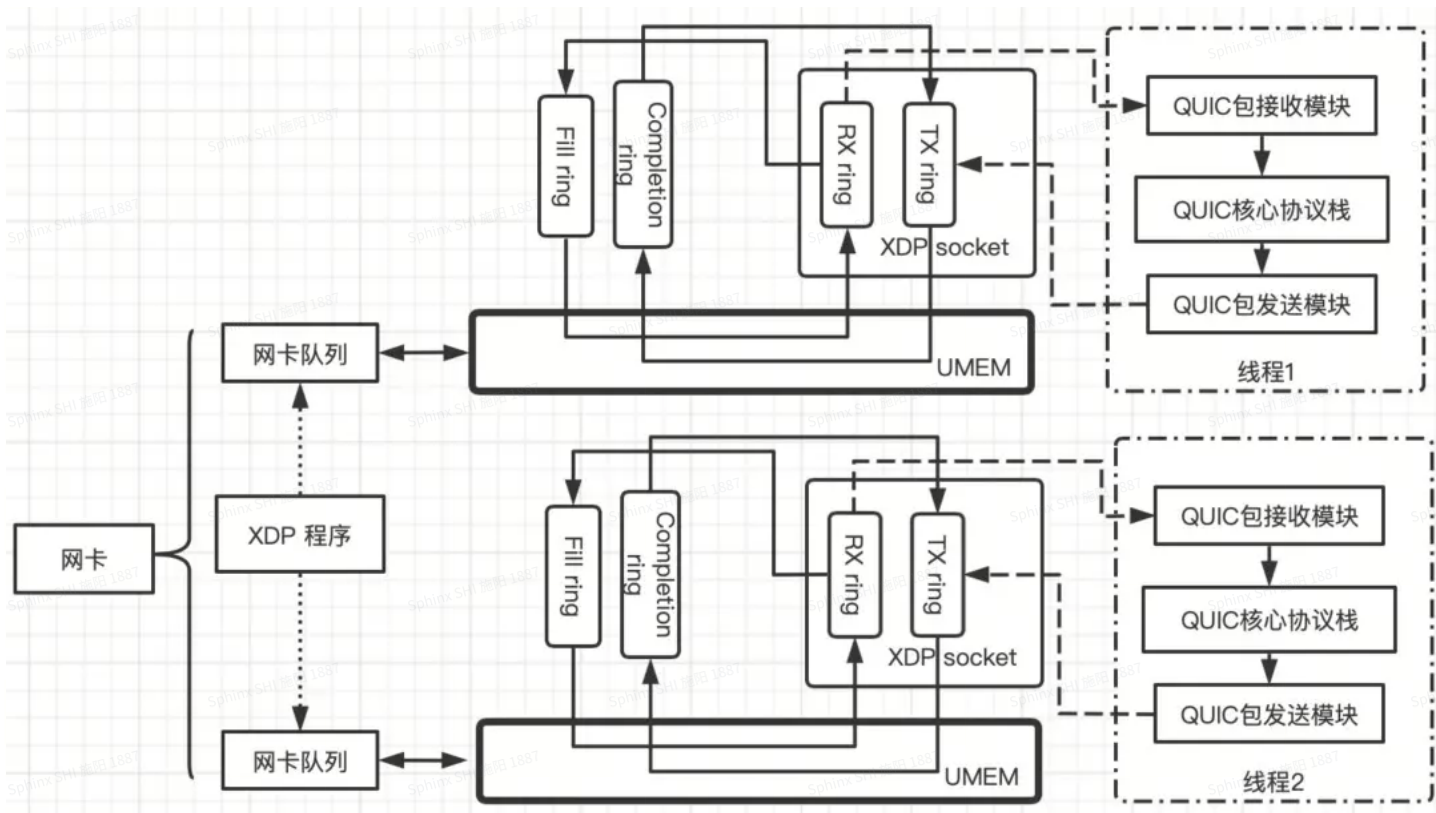 Fill ring
Completion
ring
RX ring
TX ring
XDP socket
QUIC包接收模块
QUIC核心协议栈
QUIC包发送模块
线程1
网卡队列
UMEM
网卡
XDP 程序
网卡队列
Fill ring
Completion
ring
RX ring
TX ring
XDP socket
UMEM
QUIC包接收模块
QUIC核心协议栈
QUIC包发送模块
线程2
Sphinx SHI 施阳 1887